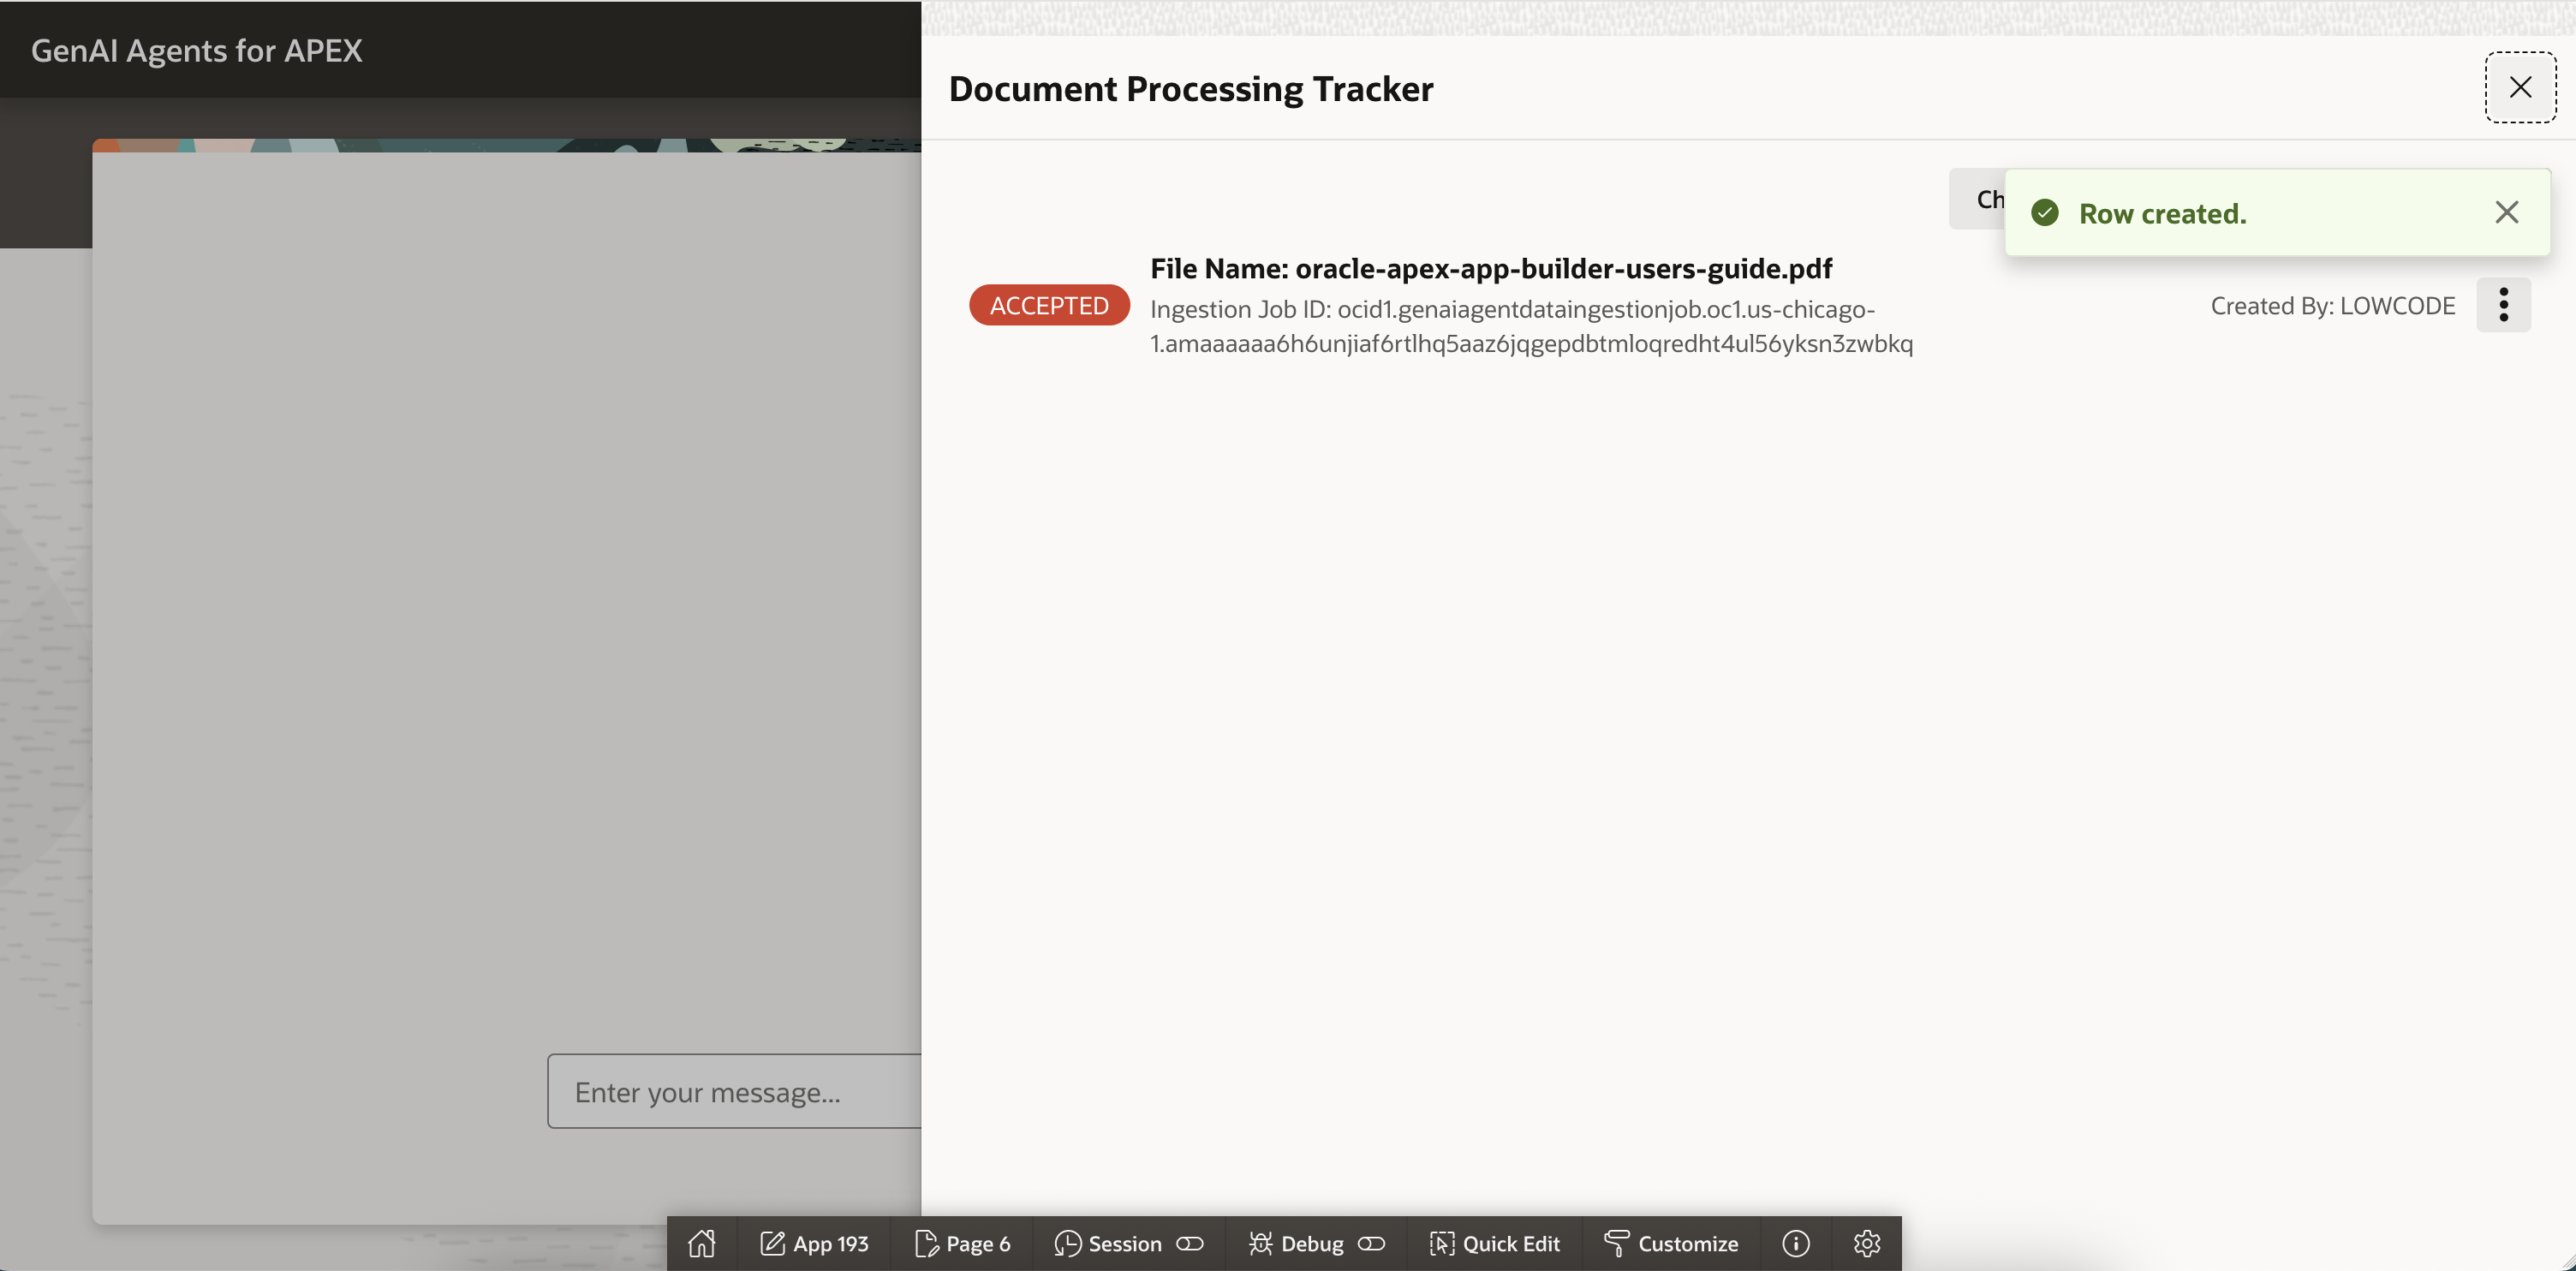 GenAI Agents for APEX
Document Processing Tracker
Ch
Row created.
File Name: oracle-apex-app-builder-users-guide.pdf
ACCEPTED
Ingestion Job ID: ocid1.genaiagentdataingestionjob.oc1.us-chicago-
1.amaaaaaa6h6unjiaf6rtlhq5aaz6jqgepdbtmloqredht4ul56yksn3zwbkq
Created By: LOWCODE
Enter your message...
App 193
Page 6
Session
Debug
Quick Edit
Customize